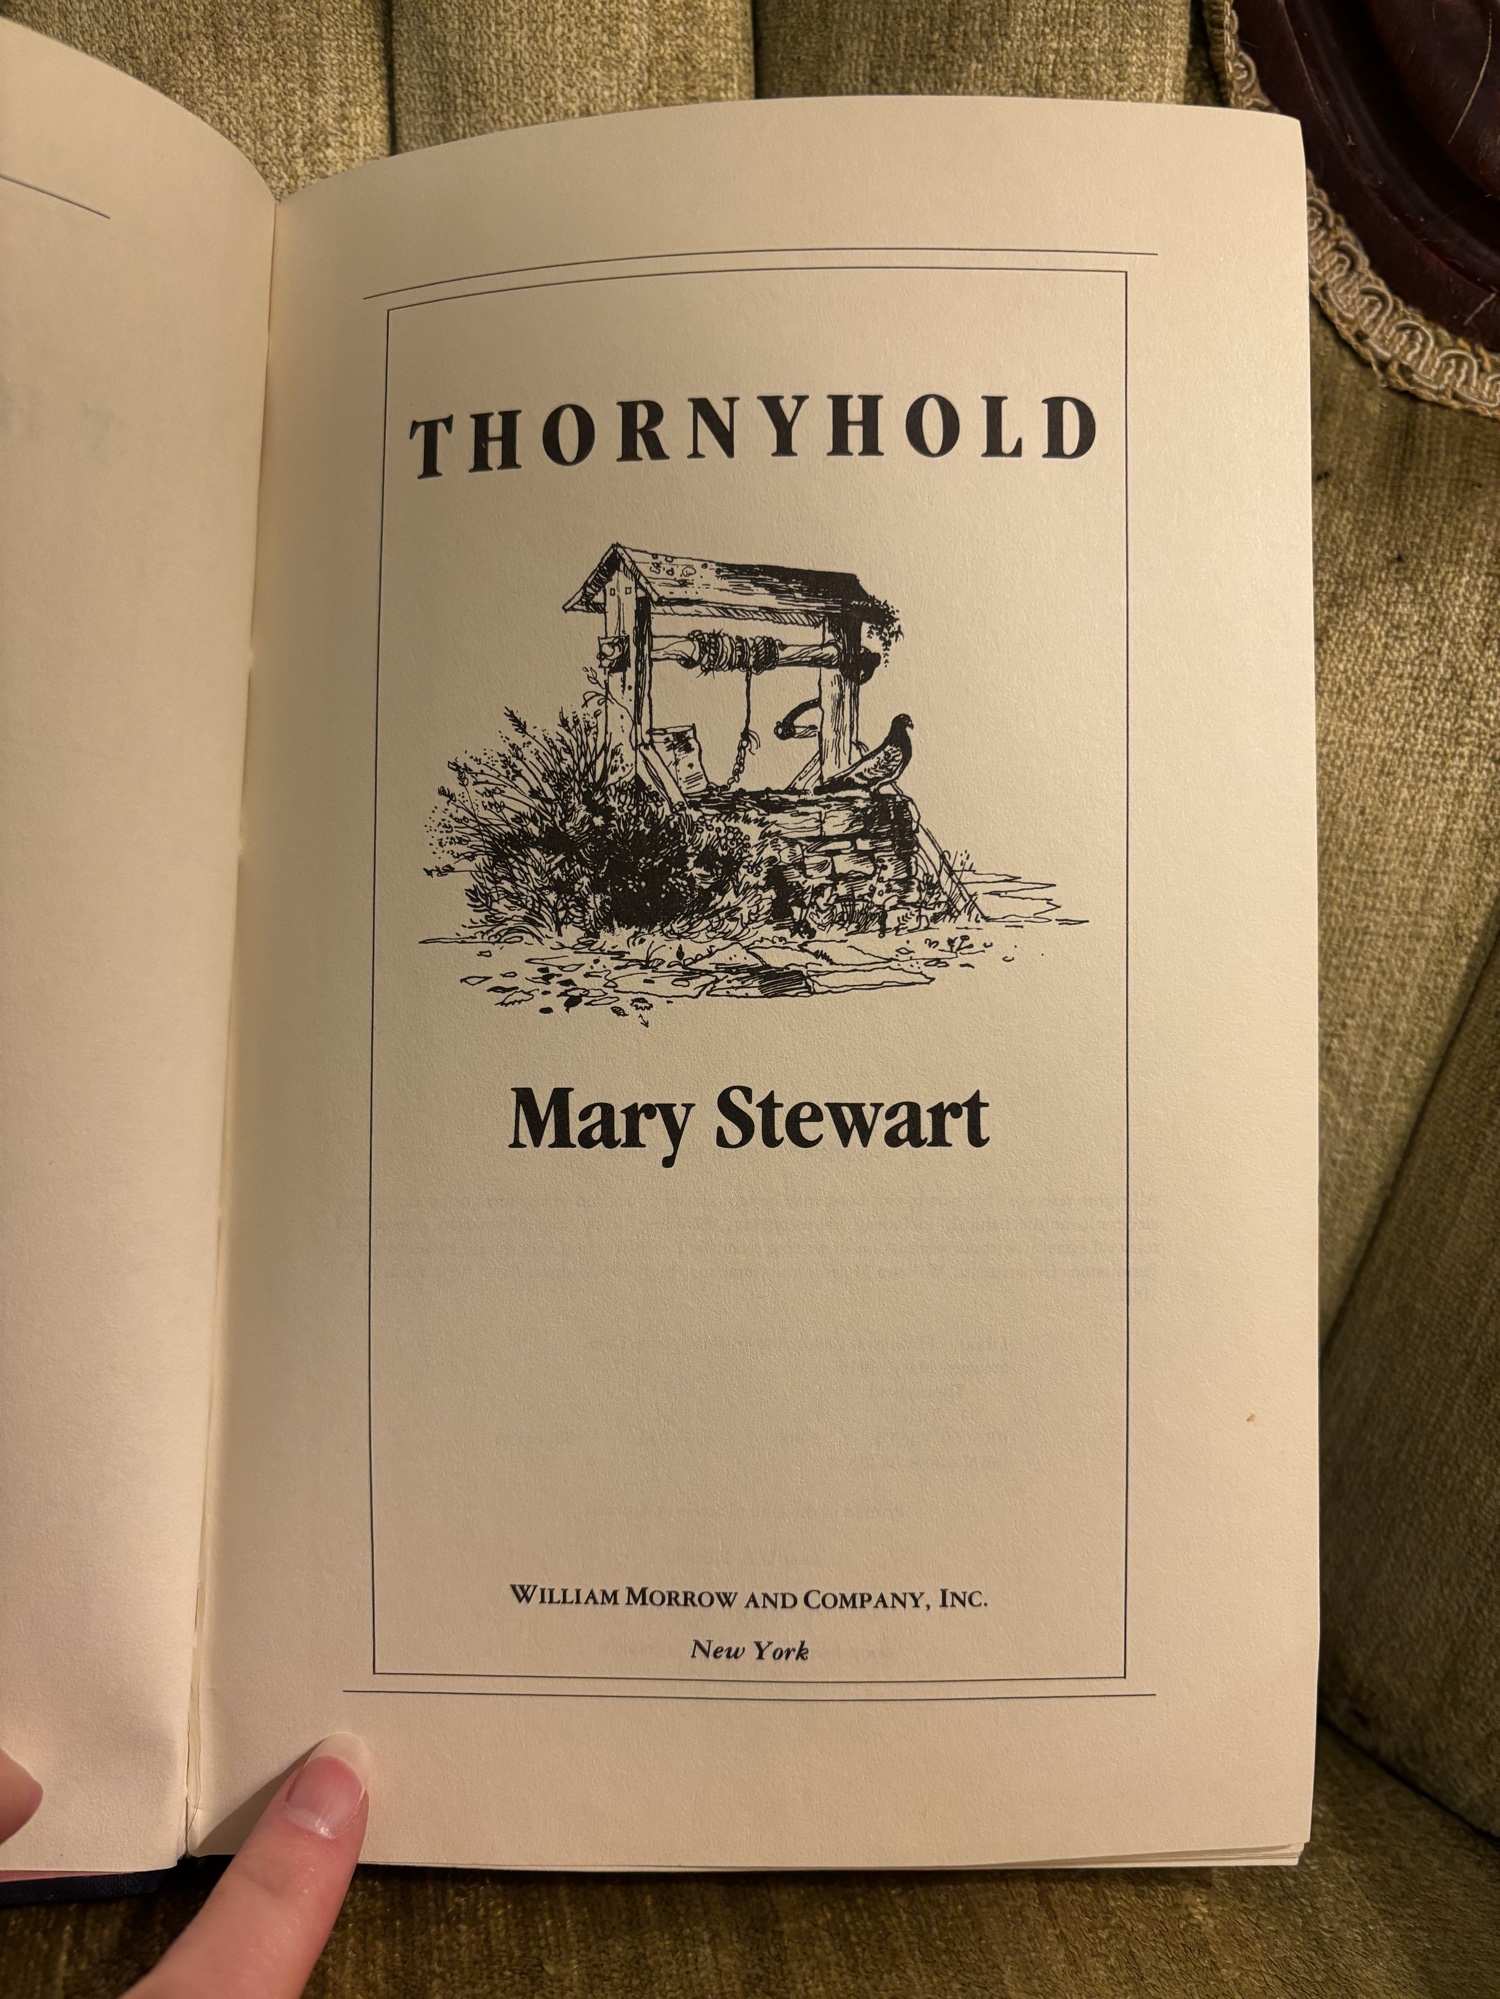 THORNYHOLD
Mary Stewart
WILLIAM MORROW AND COMPANY, INC.
New York